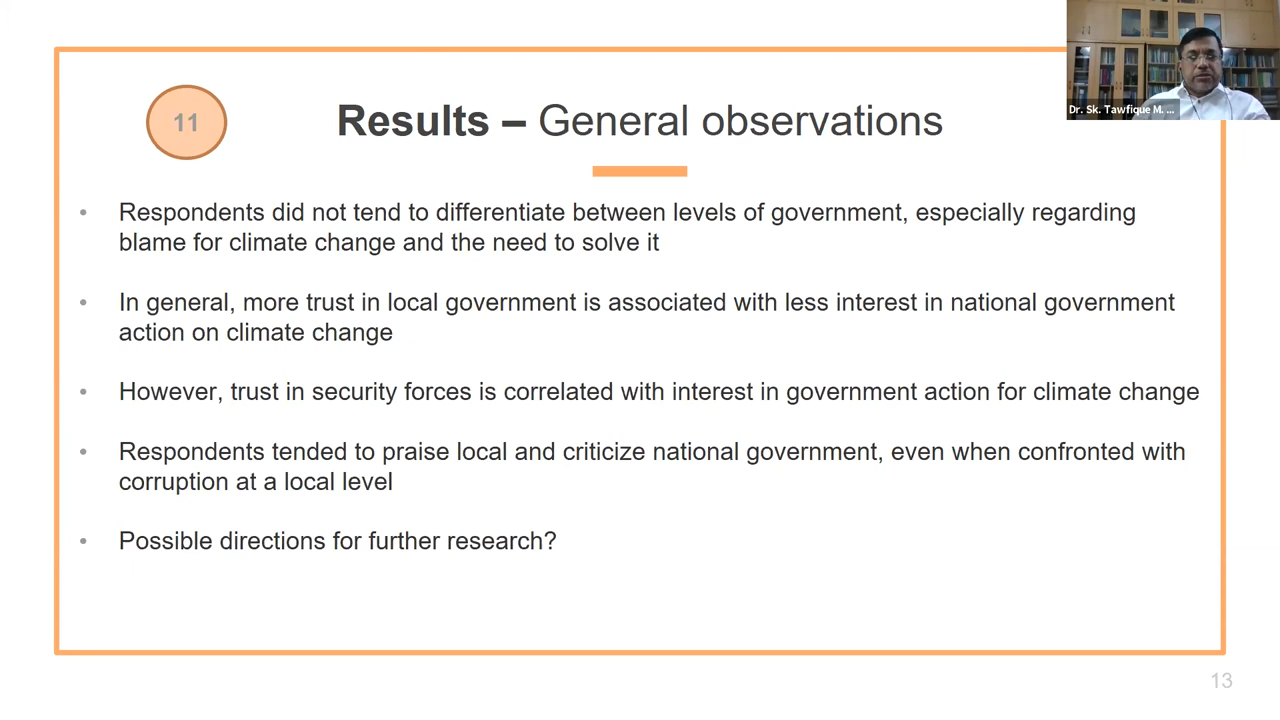 11
Results – General observations
Dr. Sk. Tawfique M. ...
• Respondents did not tend to differentiate between levels of government, especially regarding
blame for climate change and the need to solve it
• In general, more trust in local government is associated with less interest in national government
action on climate change
• However, trust in security forces is correlated with interest in government action for climate change
• Respondents tended to praise local and criticize national government, even when confronted with
corruption at a local level
• Possible directions for further research?
13